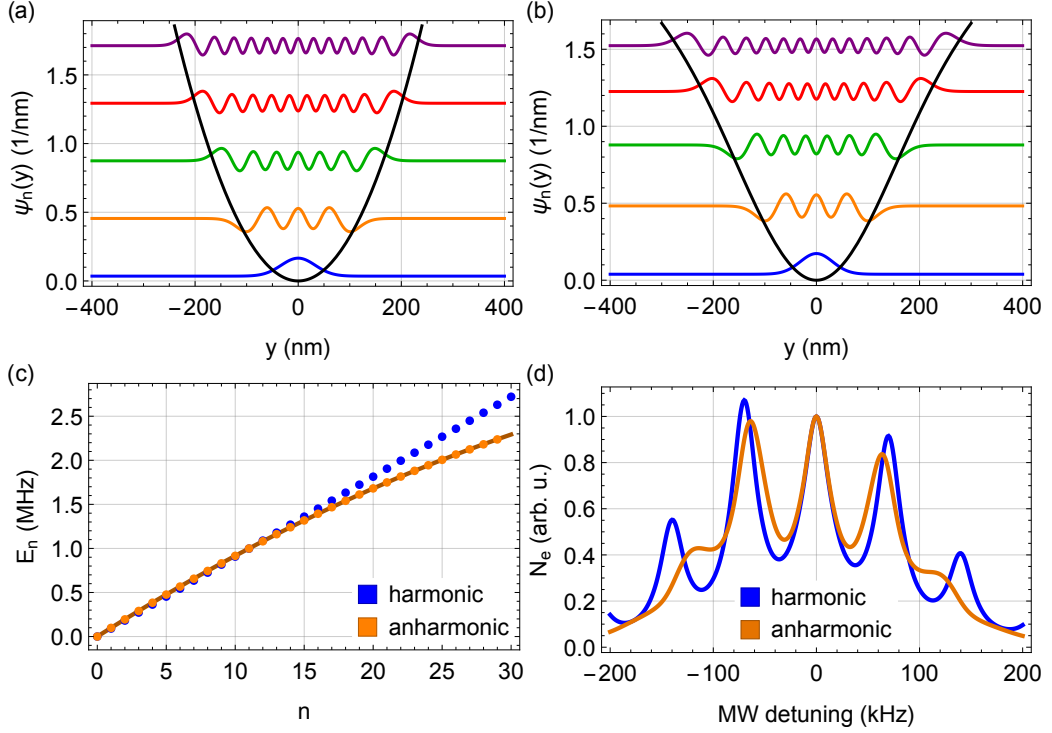 (a)
ψn(y) (1/nm)
1.5
1.0
0.5
0.0
−400 −200 0 200 400
y (nm)
(b)
ψn(y) (1/nm)
1.5
1.0
0.5
0.0
−400 −200 0 200 400
y (nm)
(c)
En (MHz)
2.5
2.0
1.5
1.0
0.5
0.0
harmonic
anharmonic
0 5 10 15 20 25 30
n
(d)
Ne (arb. u.)
1.0
0.8
0.6
0.4
0.2
0.0
harmonic
anharmonic
−200 −100 0 100 200
MW detuning (kHz)